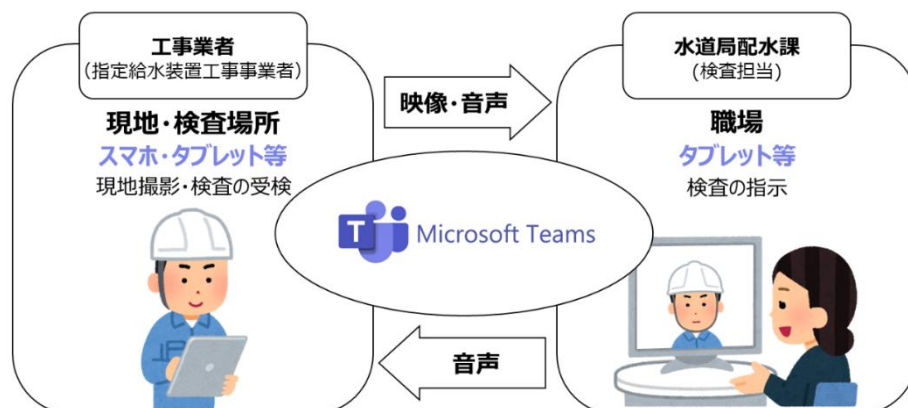 工事業者
（指定給水装置工事事業者）
現地・検査場所
スマホ・タブレット等
現地撮影・検査の受検
映像・音声
水道局配水課
(検査担当)
職場
タブレット等
検査の指示
T
Microsoft Teams
音声